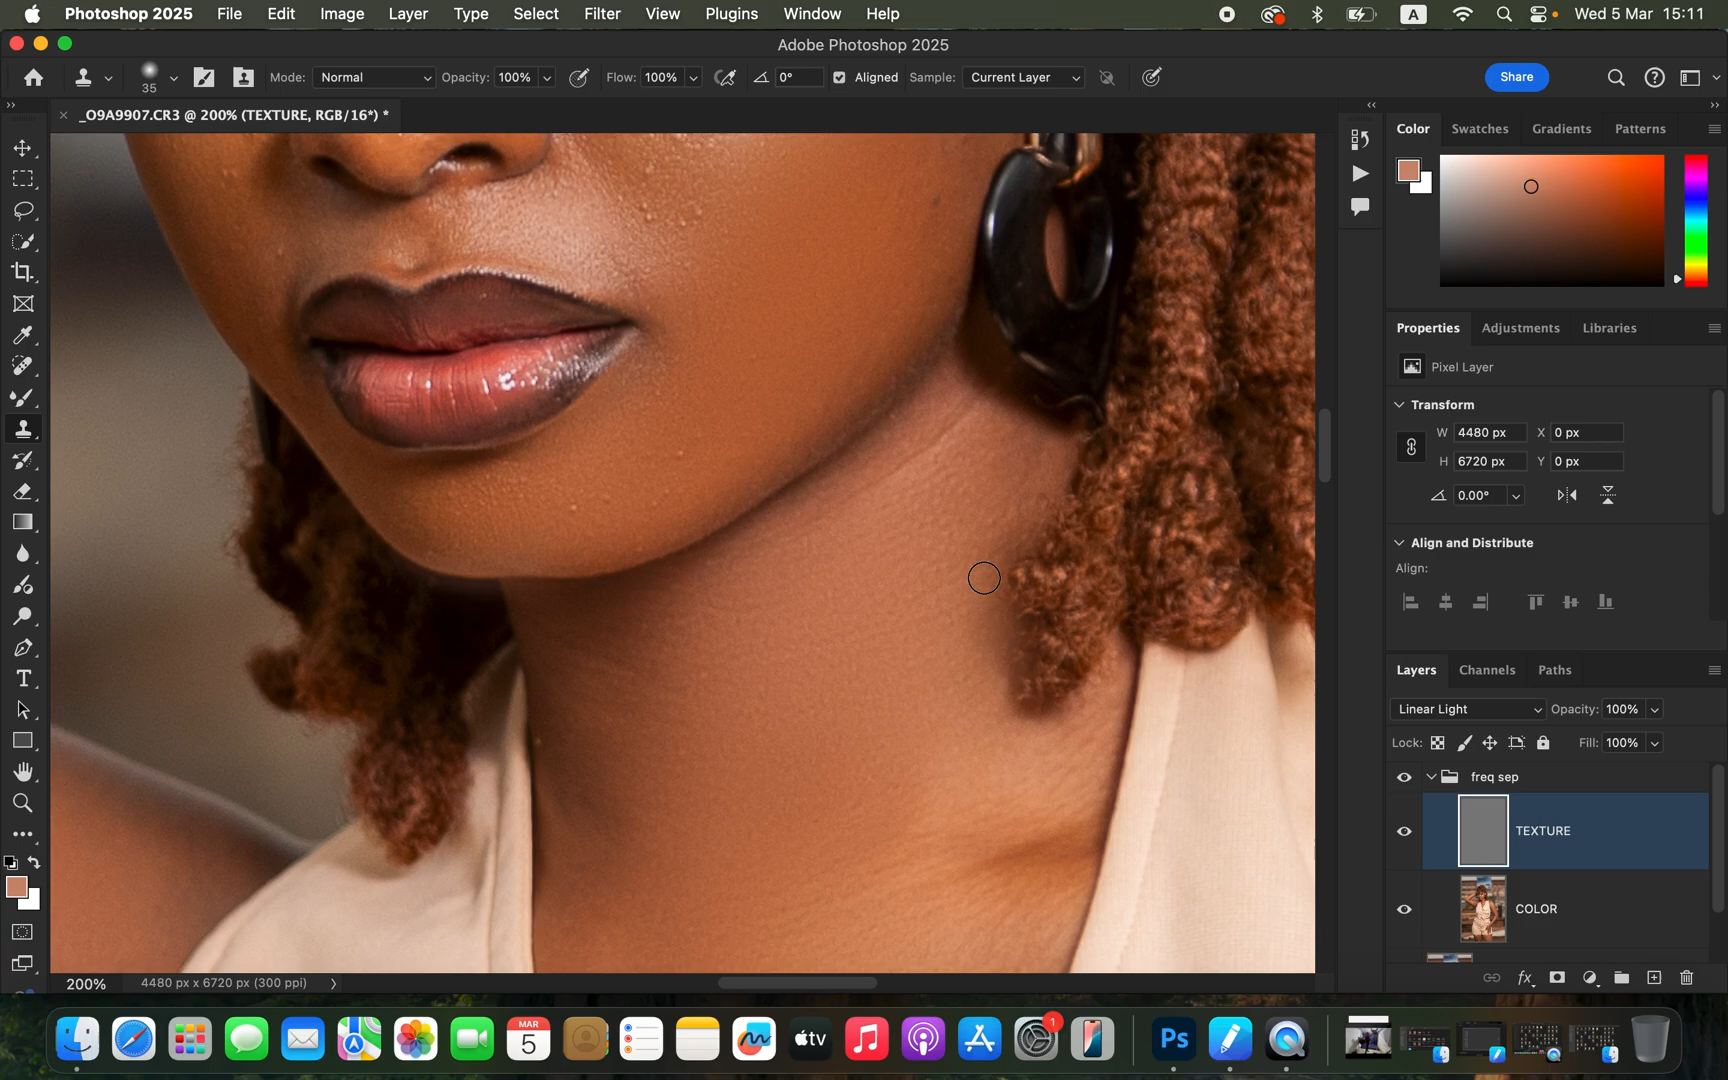 Photoshop 2025 File Edit Image Layer Type Select Filter View Plugins Window Help A Wed 5 Mar 15:11
Adobe Photoshop 2025
35 Mode: Normal Opacity: 100% Flow: 100% 0° Aligned Sample: Current Layer Share
_O9A9907.CR3 @ 200% (TEXTURE, RGB/16*) *
Color Swatches Gradients Patterns
Properties Adjustments Libraries
Pixel Layer
Transform
W 4480 px X 0 px
H 6720 px Y 0 px
0.00°
Align and Distribute
Align:
Layers Channels Paths
Linear Light Opacity: 100%
Lock: Fill: 100%
freq sep
TEXTURE
COLOR
fx
200% 4480 px x 6720 px (300 ppi)
MAR
5
tv
1
Ps